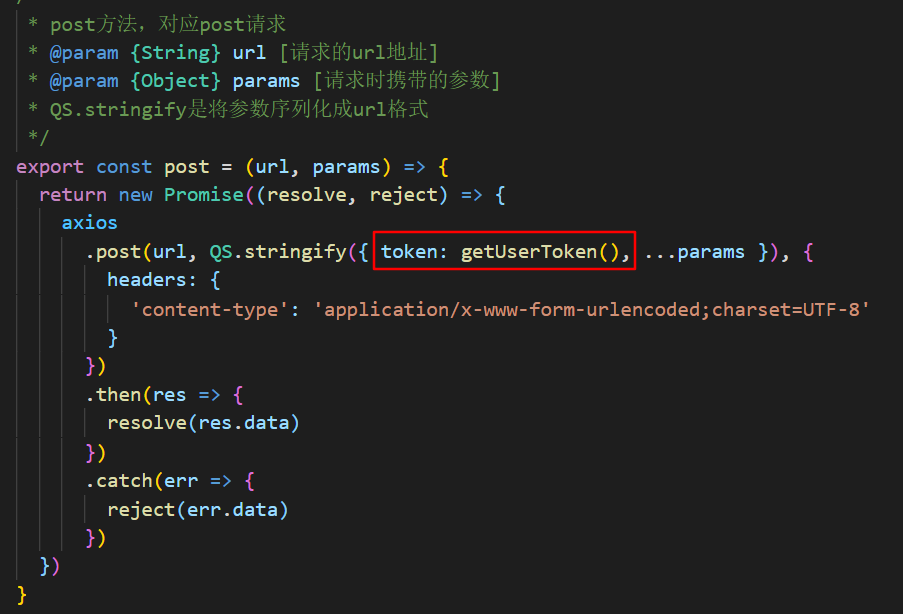 /
* post方法，对应post请求
* @param {String} url [请求的url地址]
* @param {Object} params [请求时携带的参数]
* QS.stringify是将参数序列化成url格式
*/
export const post = (url, params) => {
return new Promise((resolve, reject) => {
axios
.post(url, QS.stringify({ token: getUserToken(), ...params }), {
headers: {
'content-type': 'application/x-www-form-urlencoded;charset=UTF-8'
}
})
.then(res => {
resolve(res.data)
})
.catch(err => {
reject(err.data)
})
})
}